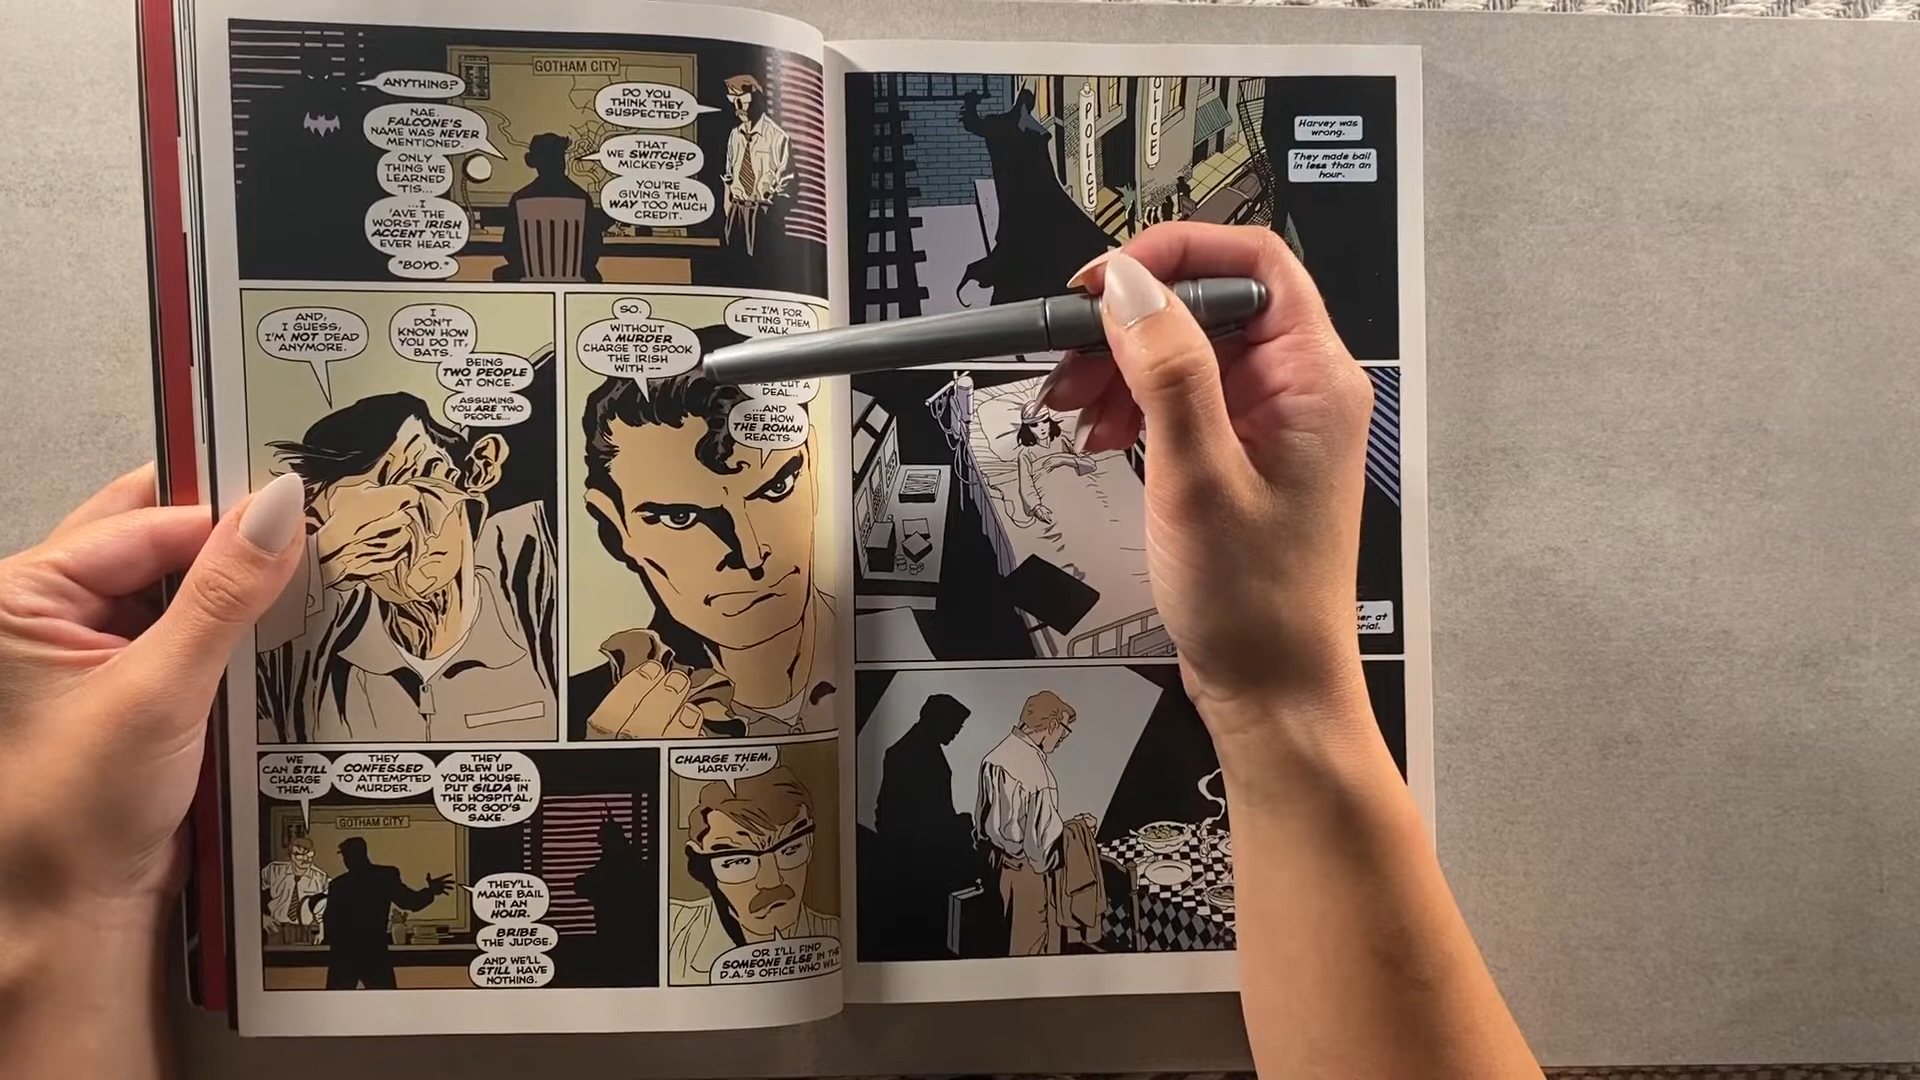 GOTHAM CITY
ANYTHING?
NAE.
FALCONE'S
NAME WAS NEVER
MENTIONED.
ONLY
THING WE
LEARNED
'TIS...
...I
'AVE THE
WORST IRISH
ACCENT YE'LL
EVER HEAR.
"BOYO."
DO YOU
THINK THEY
SUSPECTED?
THAT
WE SWITCHED
MICKEYS?
YOU'RE
GIVING THEM
WAY TOO MUCH
CREDIT.
AND,
I GUESS,
I'M NOT DEAD
ANYMORE.
I
DON'T
KNOW HOW
YOU DO IT,
BATS.
BEING
TWO PEOPLE
AT ONCE.
ASSUMING
YOU ARE TWO
PEOPLE...
SO.
WITHOUT
A MURDER
CHARGE TO SPOOK
THE IRISH
WITH --
-- I'M FOR
LETTING THEM
WALK
CUT A
DEAL...
...AND
SEE HOW
THE ROMAN
REACTS.
WE
CAN STILL
CHARGE
THEM.
THEY
CONFESSED
TO ATTEMPTED
MURDER.
THEY
BLEW UP
YOUR HOUSE...
PUT GILDA IN
THE HOSPITAL,
FOR GOD'S
SAKE.
GOTHAM CITY
THEY'LL
MAKE BAIL
IN AN
HOUR.
BRIBE
THE JUDGE.
AND WE'LL
STILL HAVE
NOTHING.
CHARGE THEM,
HARVEY.
OR I'LL FIND
SOMEONE ELSE IN THE
D.A.'S OFFICE WHO WILL.
POLICE
OLICE
Harvey was
wrong.
They made bail
in less than an
hour.
her at